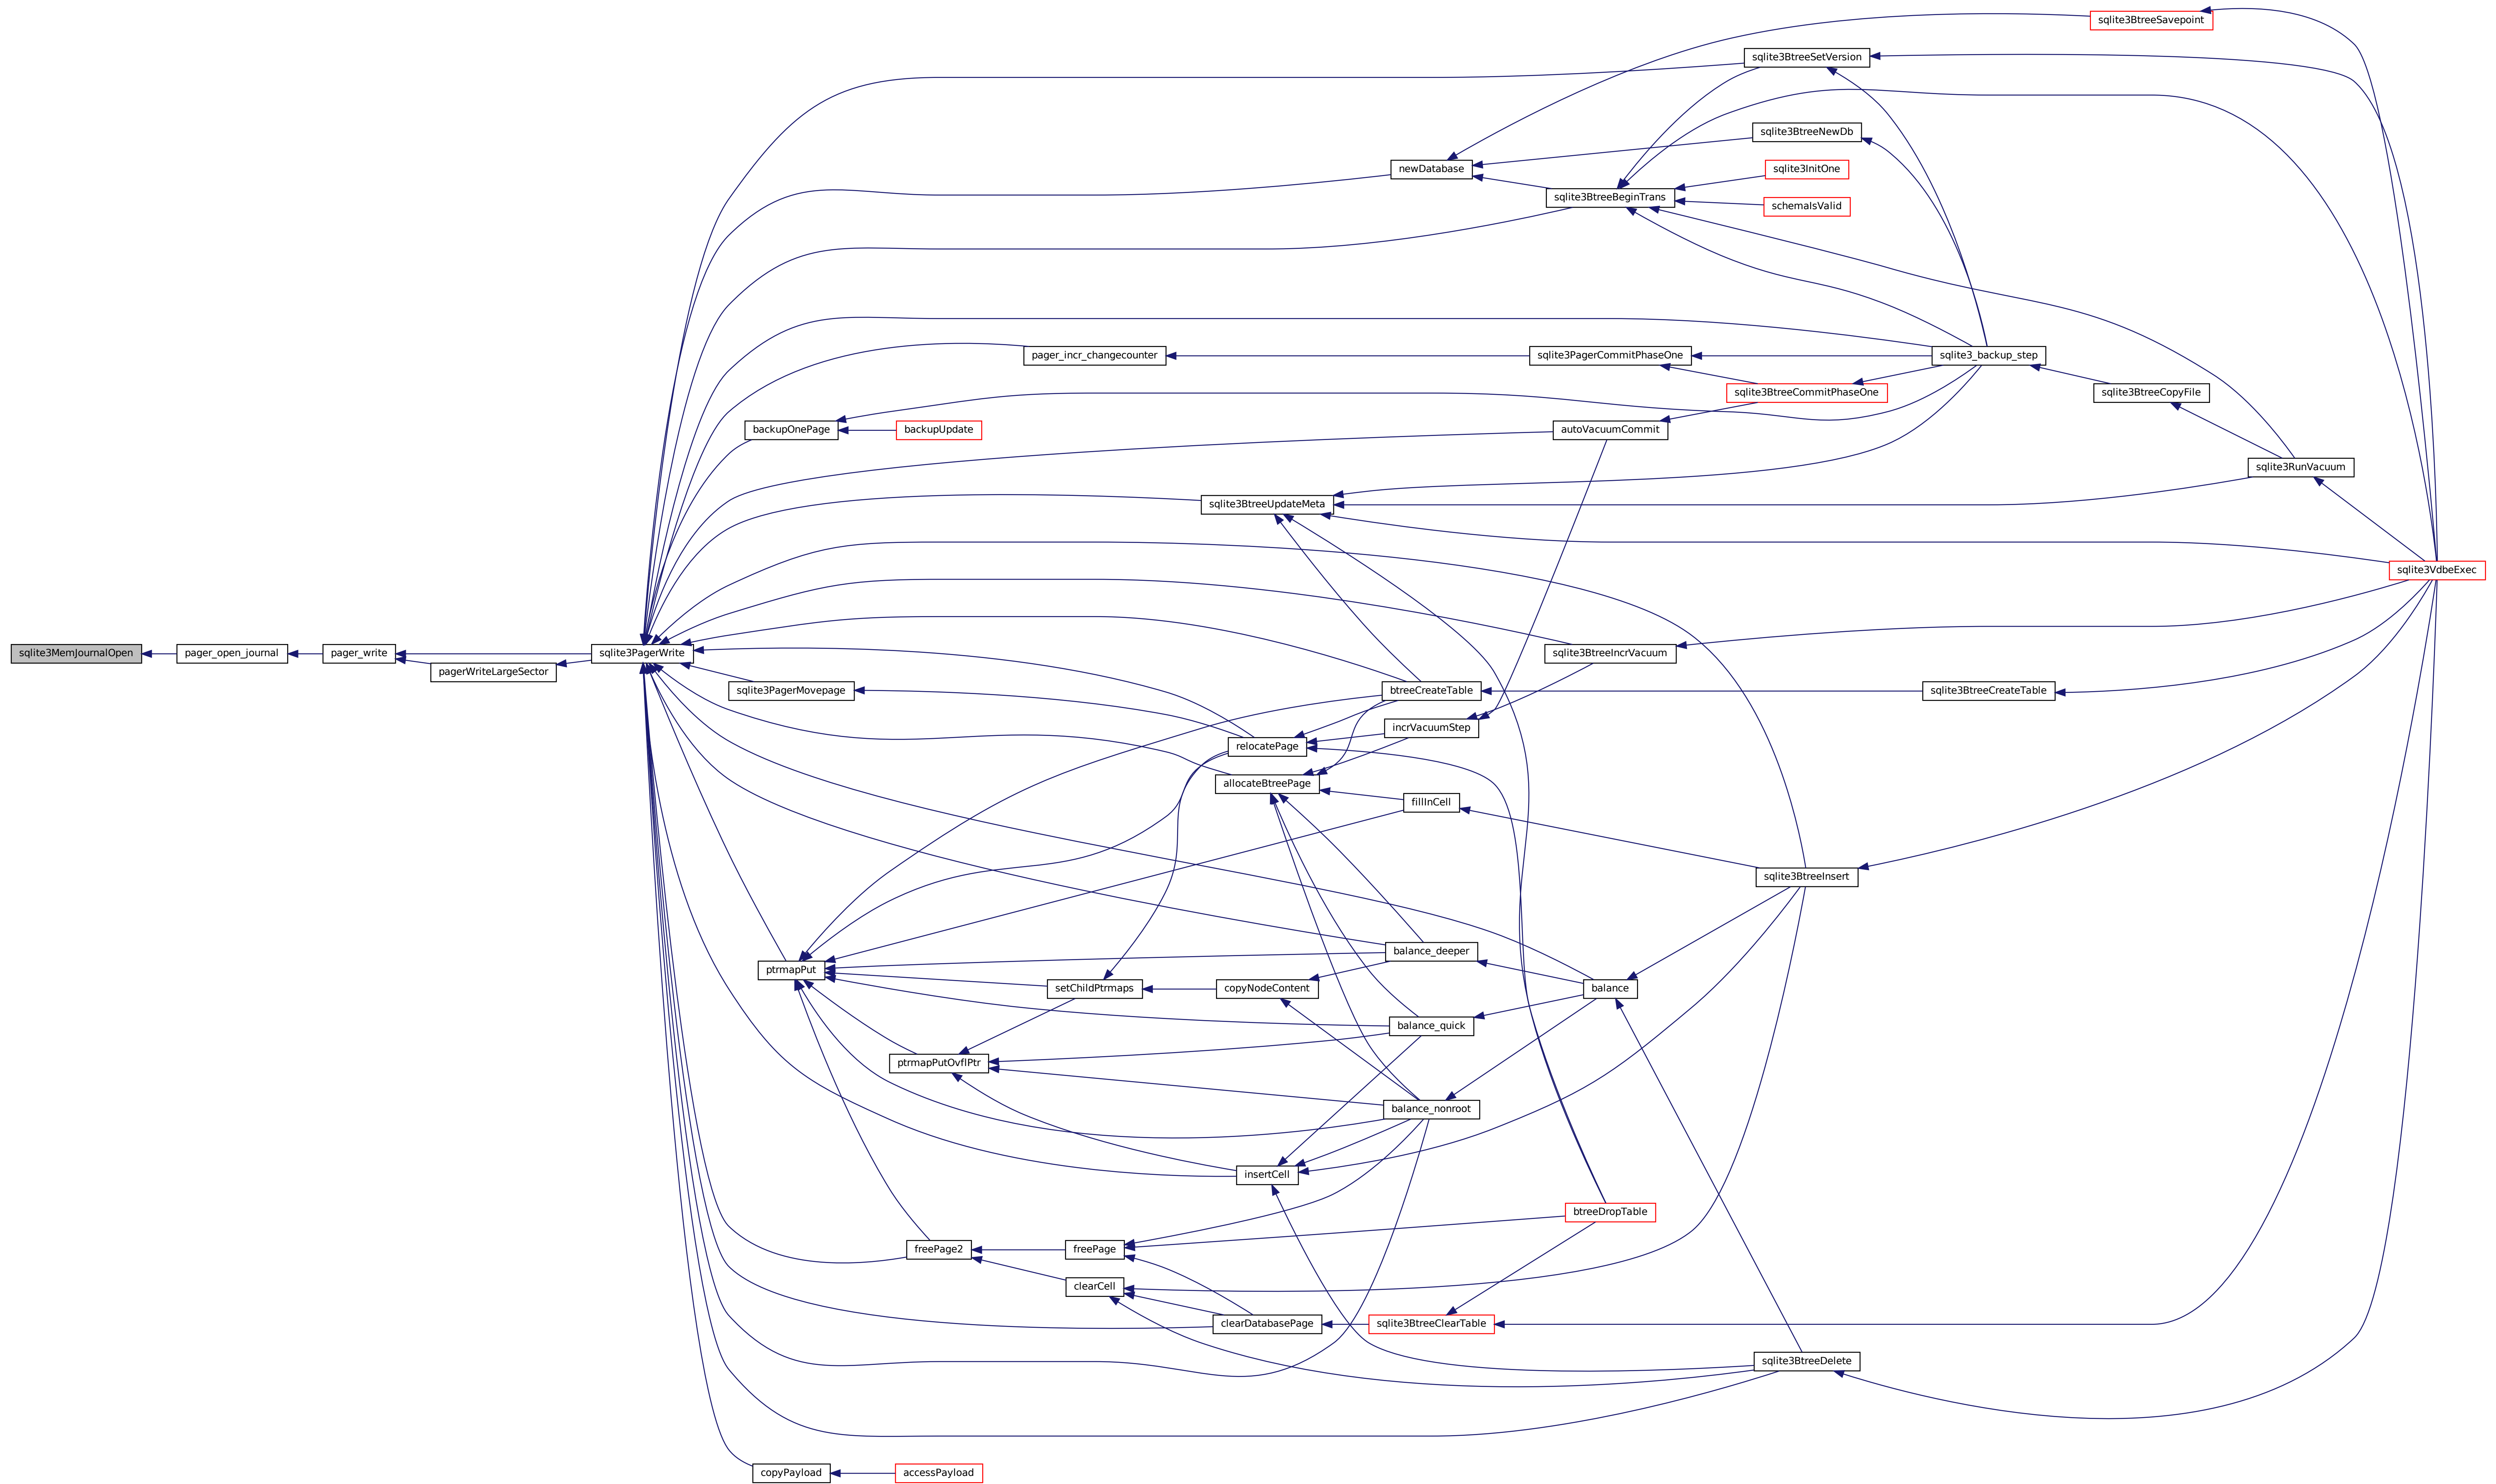 sqlite3BtreeSavepoint
sqlite3BtreeSetVersion
sqlite3BtreeNewDb
newDatabase
sqlite3InitOne
sqlite3BtreeBeginTrans
schemaIsValid
pager_incr_changecounter
sqlite3PagerCommitPhaseOne
sqlite3_backup_step
sqlite3BtreeCommitPhaseOne
sqlite3BtreeCopyFile
backupOnePage
backupUpdate
autoVacuumCommit
sqlite3RunVacuum
sqlite3BtreeUpdateMeta
sqlite3VdbeExec
sqlite3MemJournalOpen
pager_open_journal
pager_write
sqlite3PagerWrite
sqlite3BtreeIncrVacuum
pagerWriteLargeSector
sqlite3PagerMovepage
btreeCreateTable
sqlite3BtreeCreateTable
incrVacuumStep
relocatePage
allocateBtreePage
fillInCell
sqlite3BtreeInsert
balance_deeper
ptrmapPut
setChildPtrmaps
copyNodeContent
balance
balance_quick
ptrmapPutOvflPtr
balance_nonroot
insertCell
btreeDropTable
freePage2
freePage
clearCell
clearDatabasePage
sqlite3BtreeClearTable
sqlite3BtreeDelete
copyPayload
accessPayload